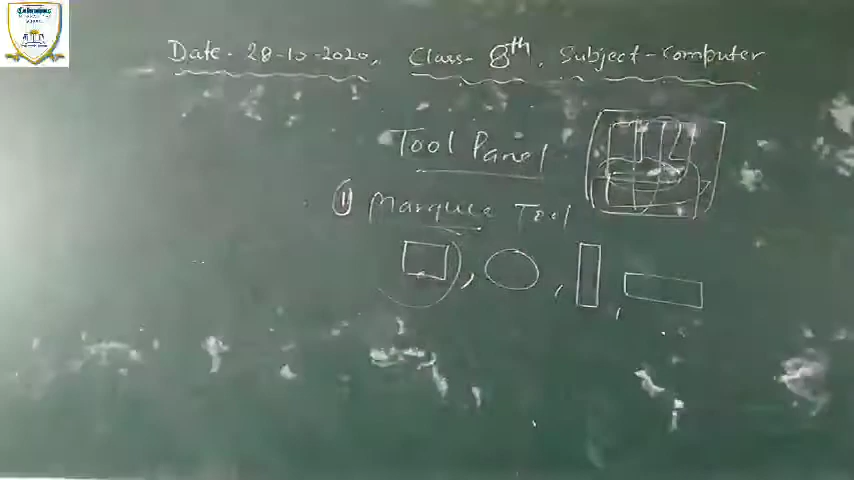 Date - 28-10-2020, Class - 8th, Subject - Computer
Tool Panel
① Marquee Tool